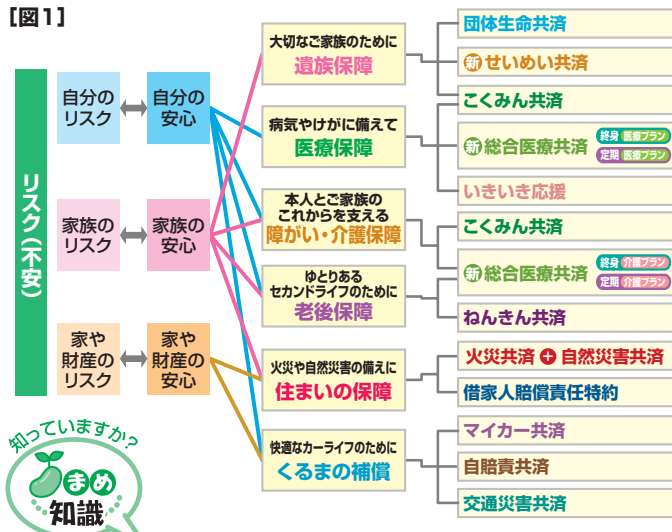 [図1]
リスク(不安)
自分の
リスク
自分の
安心
家族の
リスク
家族の
安心
家や
財産の
リスク
家や
財産の
安心
大切なご家族のために
遺族保障
病気やけがに備えて
医療保障
本人とご家族の
これからを支える
障がい・介護保障
ゆとりある
セカンドライフのために
老後保障
火災や自然災害の備えに
住まいの保障
快適なカーライフのために
くるまの補償
団体生命共済
新せいめい共済
こくみん共済
新総合医療共済
終身 医療プラン
定期 医療プラン
いきいき応援
こくみん共済
新総合医療共済
終身 介護プラン
定期 介護プラン
ねんきん共済
火災共済+自然災害共済
借家人賠償責任特約
マイカー共済
自賠責共済
交通災害共済
知っていますか?
まめ
知識